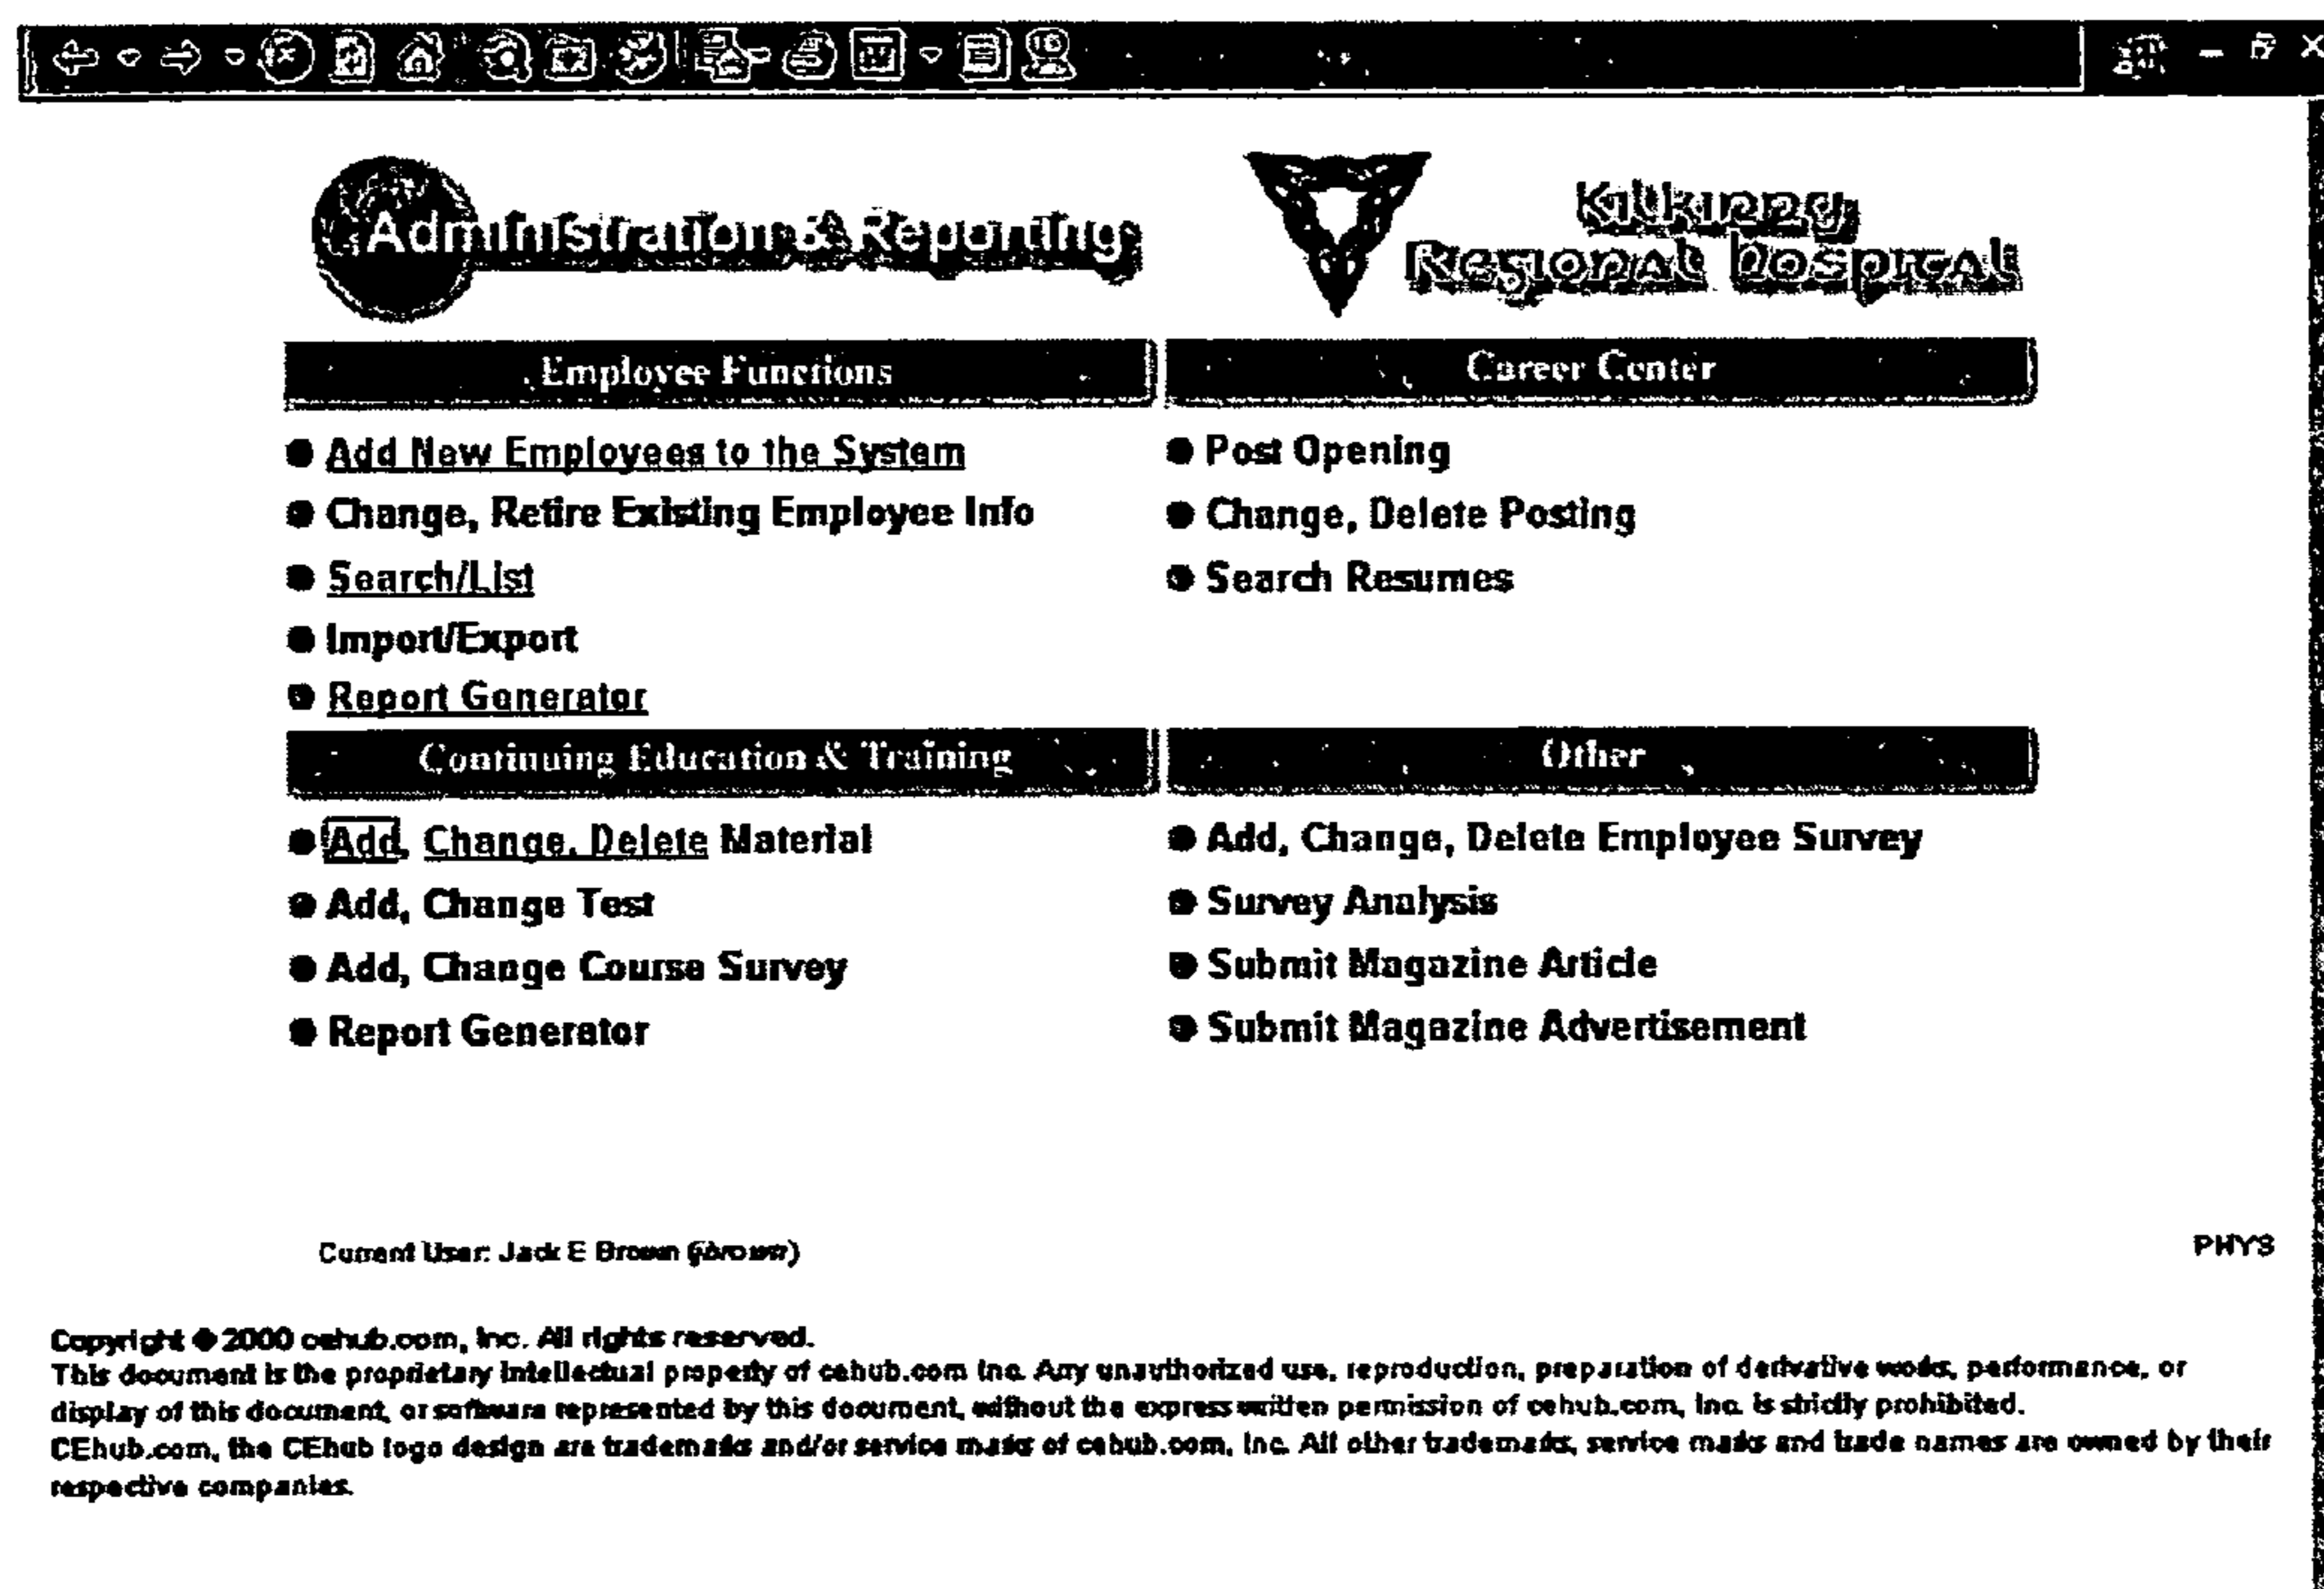 Administration & Reporting
Kilkinny
Regional hospital
Employee Functions
Add New Employees to the System
Change, Retire Existing Employee Info
Search/List
Import/Export
Report Generator
Career Center
Post Opening
Change, Delete Posting
Search Resumes
Continuing Education & Training
Add, Change, Delete Material
Add, Change Test
Add, Change Course Survey
Report Generator
Other
Add, Change, Delete Employee Survey
Survey Analysis
Submit Magazine Article
Submit Magazine Advertisement
Current User: Jack E Brown (jbrown)
PHYS
Copyright © 2000 cehub.com, Inc. All rights reserved.
This document is the proprietary intellectual property of cehub.com Inc. Any unauthorized use, reproduction, preparation of derivative works, performance, or
display of this document, or software represented by this document, without the express written permission of cehub.com, Inc. is strictly prohibited.
CEhub.com, the CEhub logo design are trademarks and/or service marks of cehub.com, Inc. All other trademarks, service marks and trade names are owned by their
respective companies.